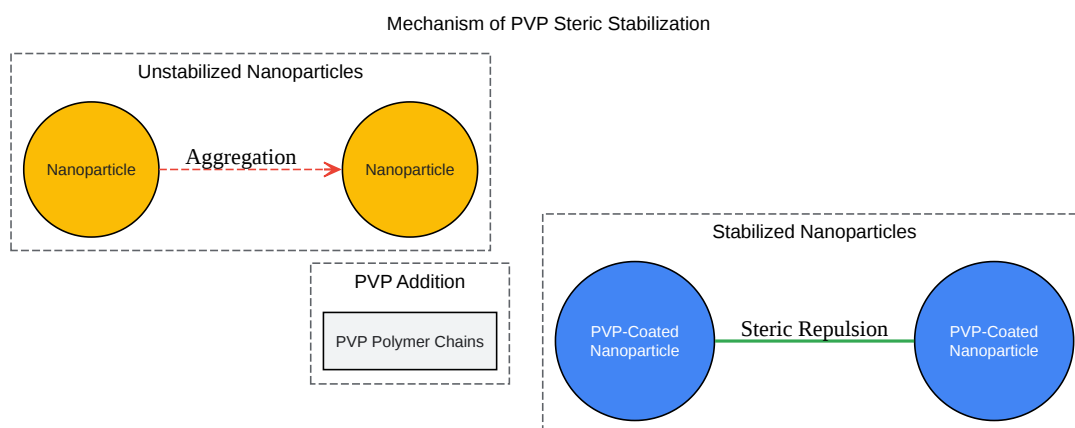 Mechanism of PVP Steric Stabilization
Unstabilized Nanoparticles
Nanoparticle
Aggregation
Nanoparticle
PVP Addition
PVP Polymer Chains
Stabilized Nanoparticles
PVP-Coated
Nanoparticle
Steric Repulsion
PVP-Coated
Nanoparticle